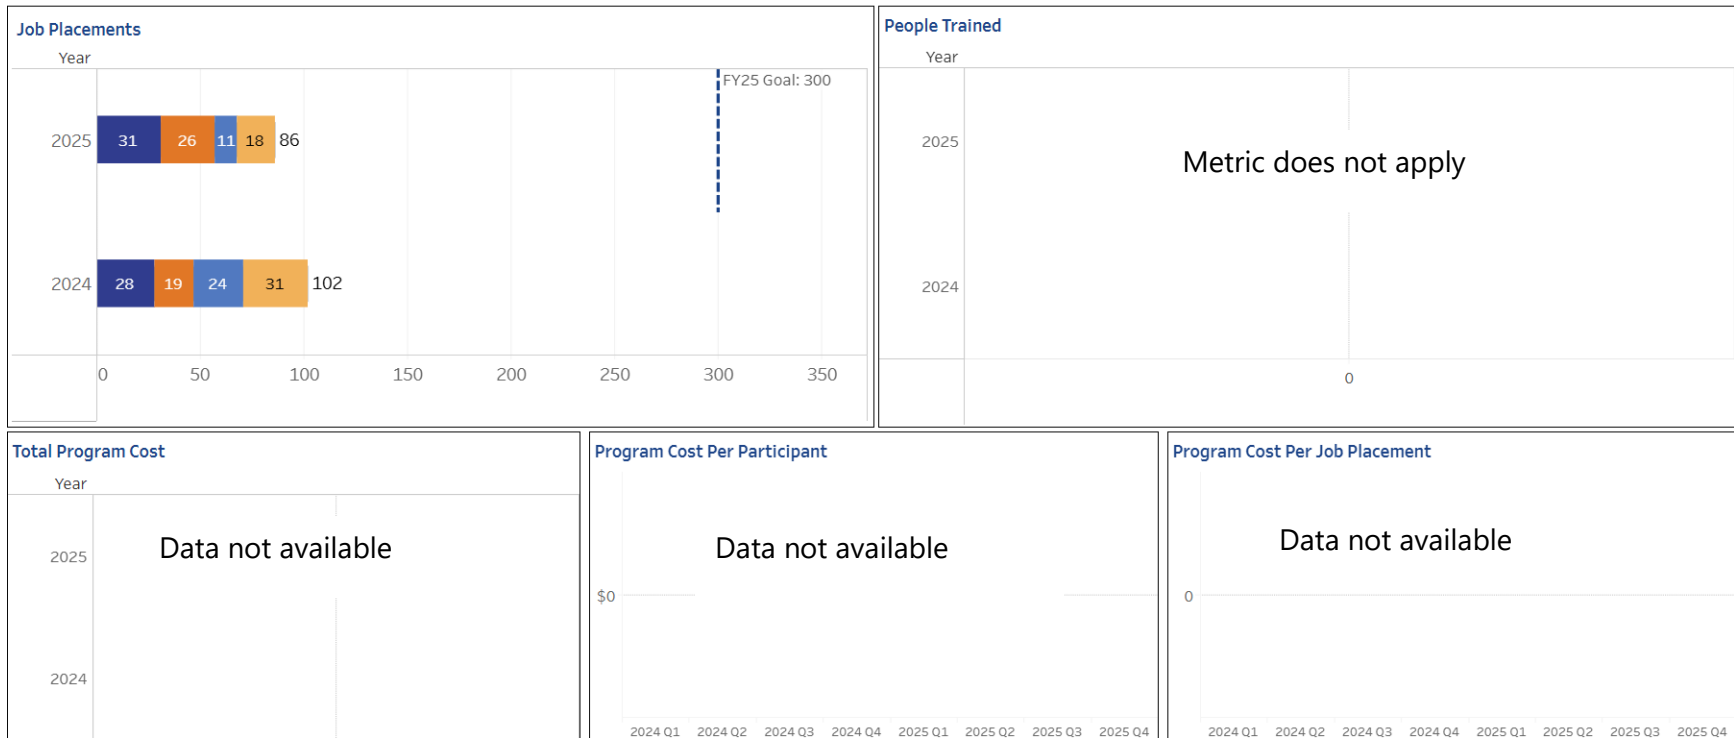 Job Placements
Year
FY25 Goal: 300
2025 31 26 11 18 86
2024 28 19 24 31 102
0 50 100 150 200 250 300 350
People Trained
Year
2025
Metric does not apply
2024
0
Total Program Cost
Year
Data not available
2025
2024
Program Cost Per Participant
Data not available
$0
2024 Q1 2024 Q2 2024 Q3 2024 Q4 2025 Q1 2025 Q2 2025 Q3 2025 Q4
Program Cost Per Job Placement
Data not available
0
2024 Q1 2024 Q2 2024 Q3 2024 Q4 2025 Q1 2025 Q2 2025 Q3 2025 Q4